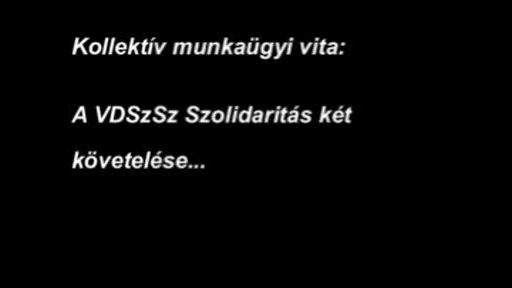 Kollektív munkaügyi vita:
A VDSzSz Szolidaritás két
követelése...